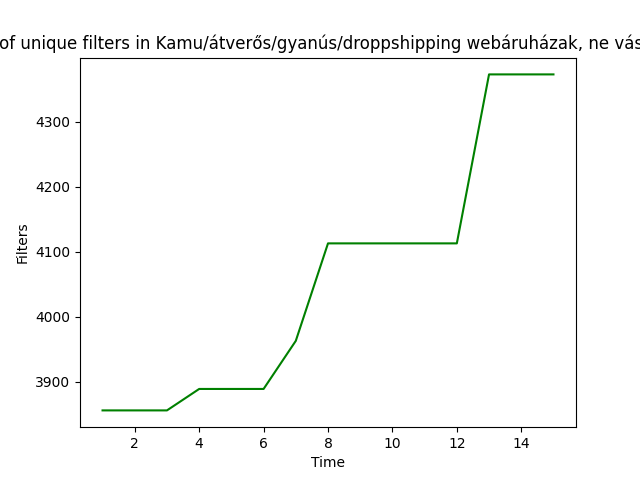 of unique filters in Kamu/átverős/gyanús/droppshipping webáruházak, ne vás
4300
4200
4100
4000
3900
Filters
2 4 6 8 10 12 14
Time